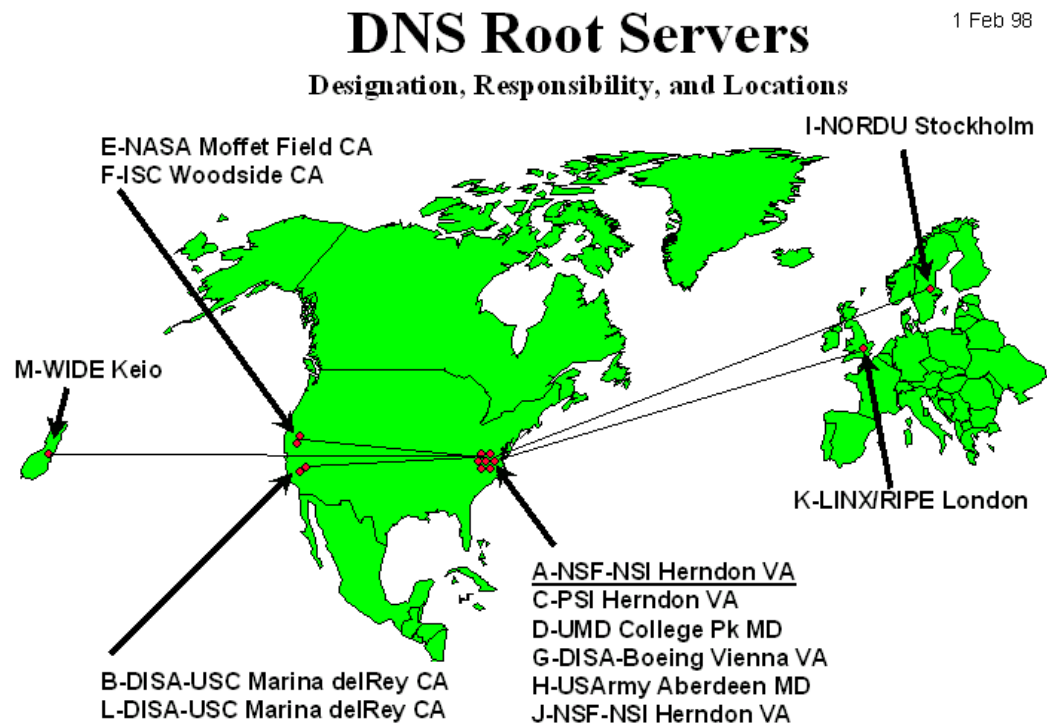 DNS Root Servers
1 Feb 98
Designation, Responsibility, and Locations
I-NORDU Stockholm
E-NASA Moffet Field CA
F-ISC Woodside CA
M-WIDE Keio
K-LINX/RIPE London
A-NSF-NSI Herndon VA
C-PSI Herndon VA
D-UMD College Pk MD
G-DISA-Boeing Vienna VA
H-USArmy Aberdeen MD
J-NSF-NSI Herndon VA
B-DISA-USC Marina delRey CA
L-DISA-USC Marina delRey CA